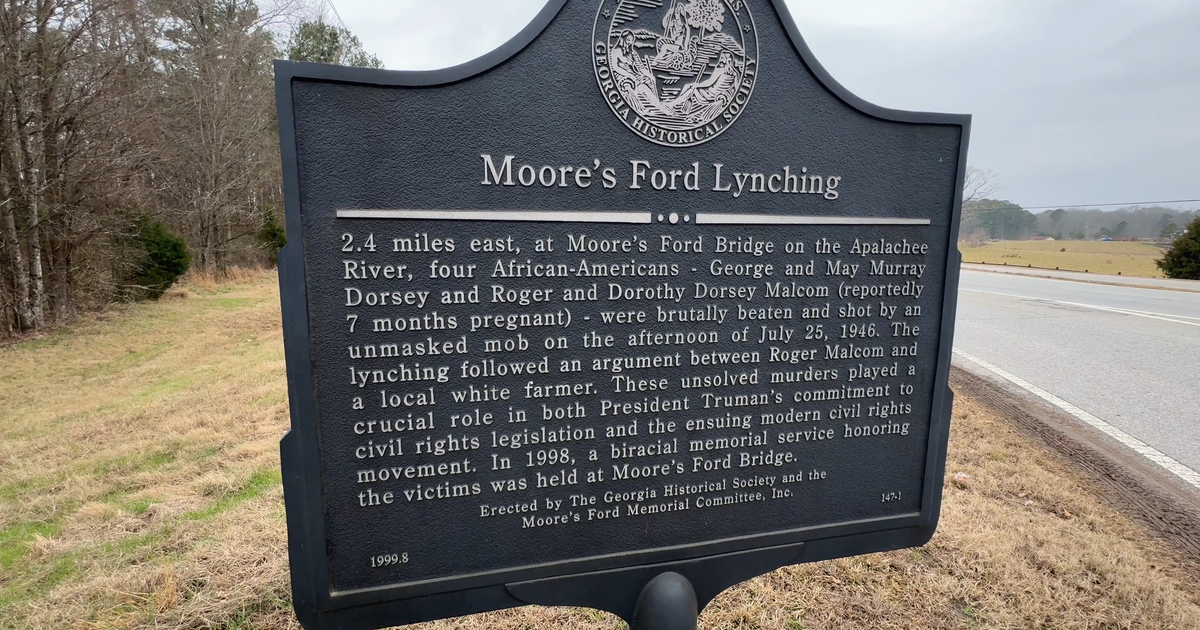 GEORGIA HISTORICAL SOCIETY
Moore's Ford Lynching
2.4 miles east, at Moore's Ford Bridge on the Apalachee
River, four African-Americans - George and May Murray
Dorsey and Roger and Dorothy Dorsey Malcom (reportedly
7 months pregnant) - were brutally beaten and shot by an
unmasked mob on the afternoon of July 25, 1946. The
lynching followed an argument between Roger Malcom and
a local white farmer. These unsolved murders played a
crucial role in both President Truman's commitment to
civil rights legislation and the ensuing modern civil rights
movement. In 1998, a biracial memorial service honoring
the victims was held at Moore's Ford Bridge.
Erected by The Georgia Historical Society and the
Moore's Ford Memorial Committee, Inc.
147-1
1999.8